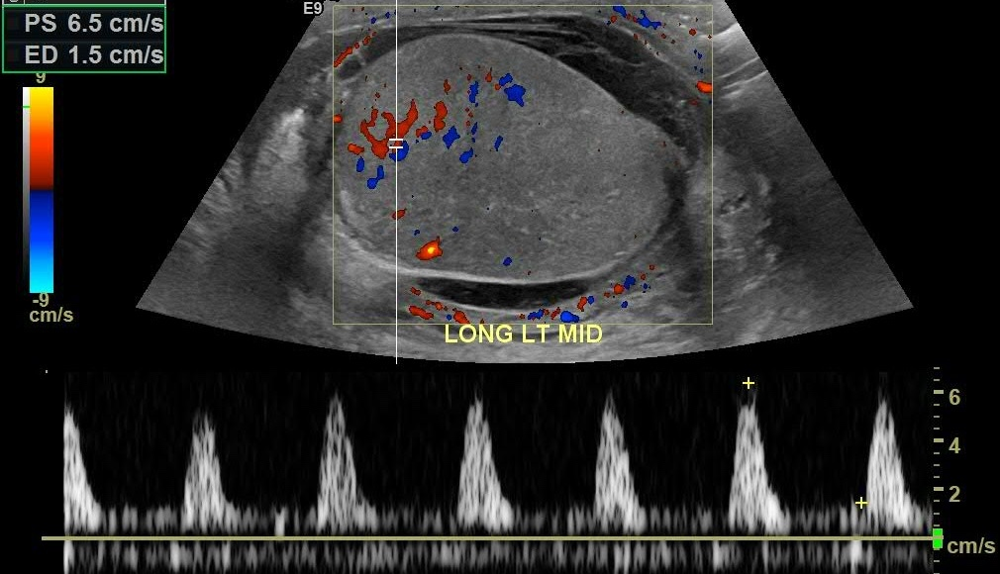 E9
PS 6.5 cm/s
ED 1.5 cm/s
9
-9
cm/s
LONG LT MID
6
4
2
cm/s